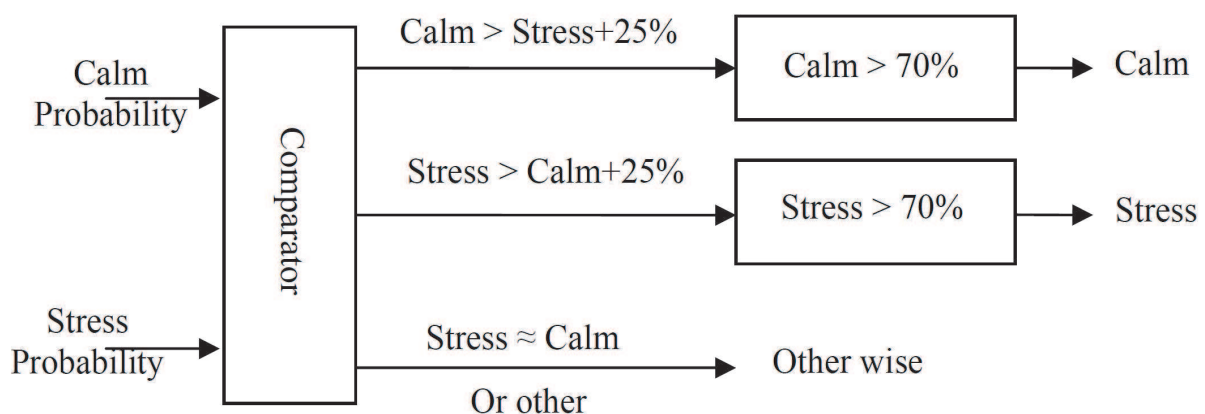 Calm
Probability
Stress
Probability
Comparator
Calm > Stress+25%
Calm > 70%
Calm
Stress > Calm+25%
Stress > 70%
Stress
Stress ≈ Calm
Or other
Other wise